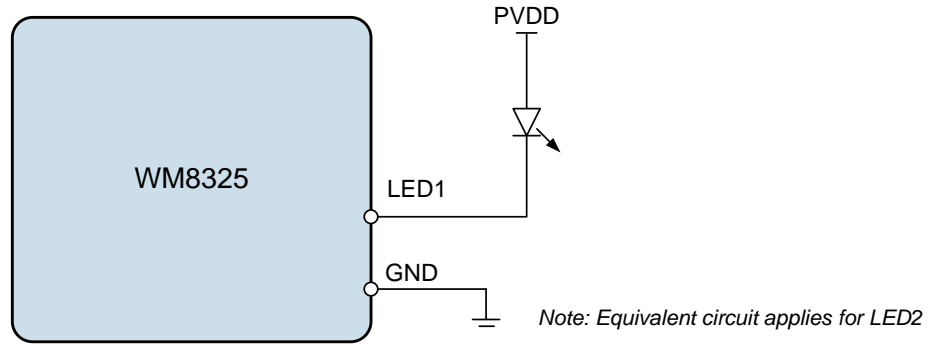 PVDD
WM8325
LED1
GND
Note: Equivalent circuit applies for LED2